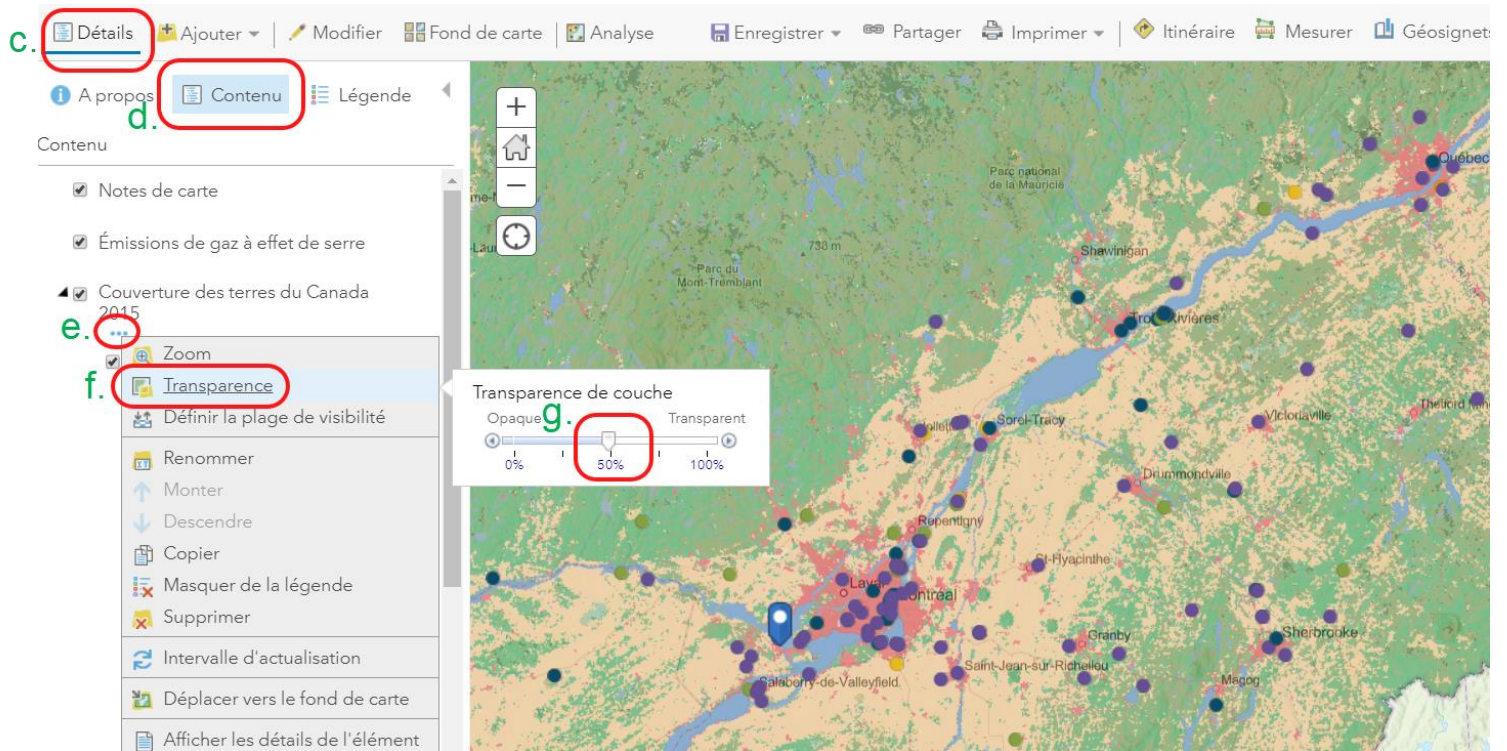 c. Détails Ajouter Modifier Fond de carte Analyse Enregistrer Partager Imprimer Itinéraire Mesurer Géosignets
A propos Contenu Légende
d.
Contenu
Notes de carte
Émissions de gaz à effet de serre
Couverture des terres du Canada
2015
e. •••
Zoom
f. Transparence
Définir la plage de visibilité
Renommer
Monter
Descendre
Copier
Masquer de la légende
Supprimer
Intervalle d'actualisation
Déplacer vers le fond de carte
Afficher les détails de l'élément
Transparence de couche
Opaque g. Transparent
0% 50% 100%
+
−
Parc national
de la Mauricie
738 m
Parc du
Mont-Tremblant
Québec
Shawinigan
Sorel-Tracy
Victoriaville
Thetford
Drummondville
Repentigny
St-Hyacinthe
Laval
Granby
Sherbrooke
Saint-Jean-sur-Richelieu
Magog
Salaberry-de-Valleyfield